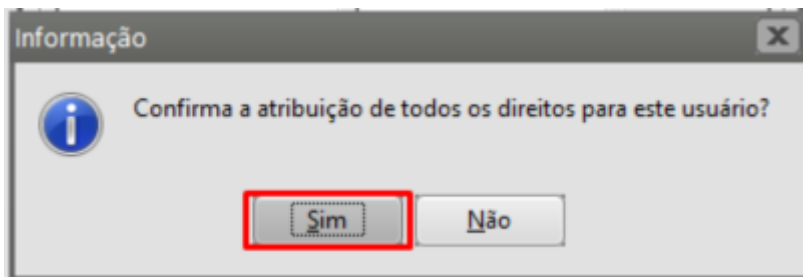 Informação
Confirma a atribuição de todos os direitos para este usuário?
Sim
Não